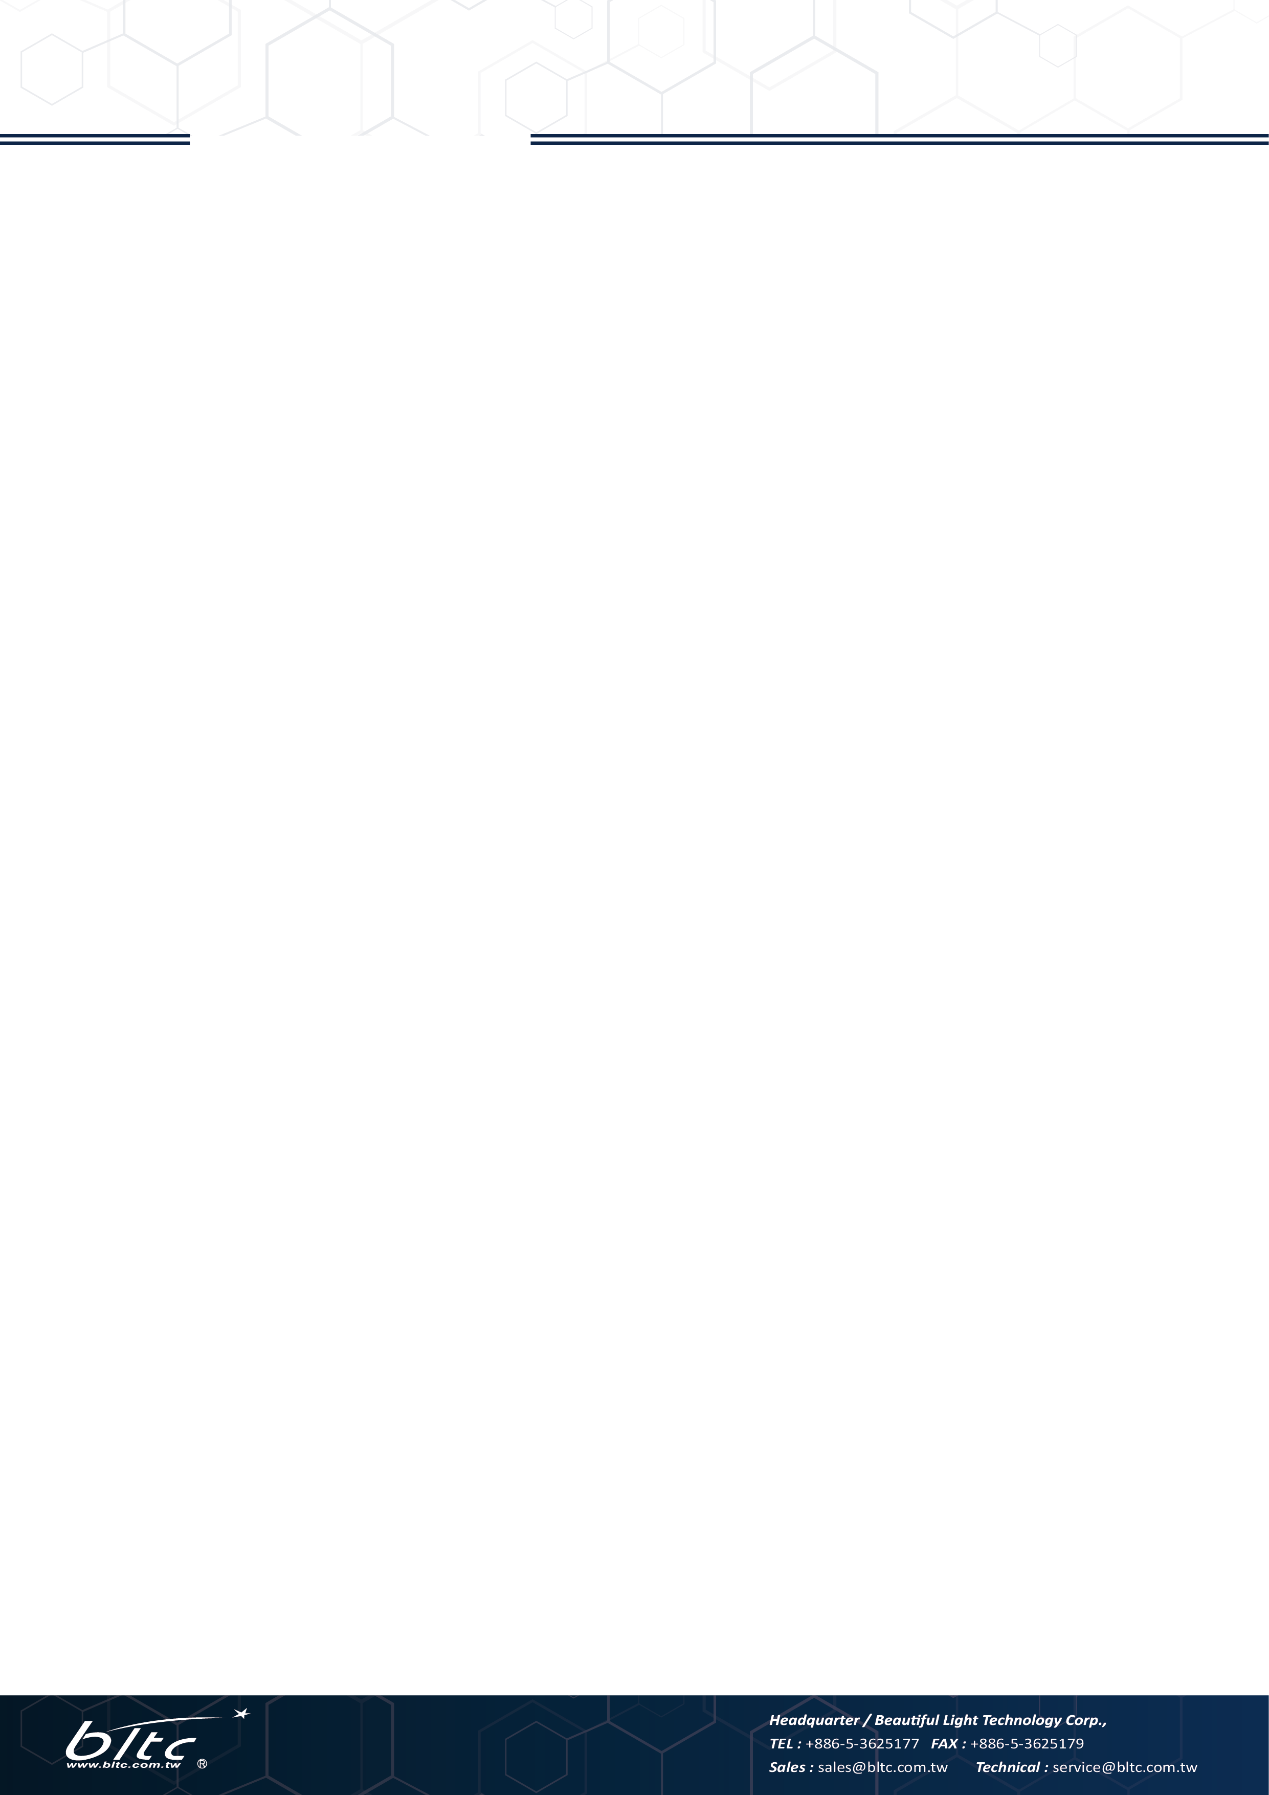 bltc
www.bltc.com.tw ®
Headquarter / Beautiful Light Technology Corp.,
TEL : +886-5-3625177 FAX : +886-5-3625179
Sales : sales@bltc.com.tw Technical : service@bltc.com.tw